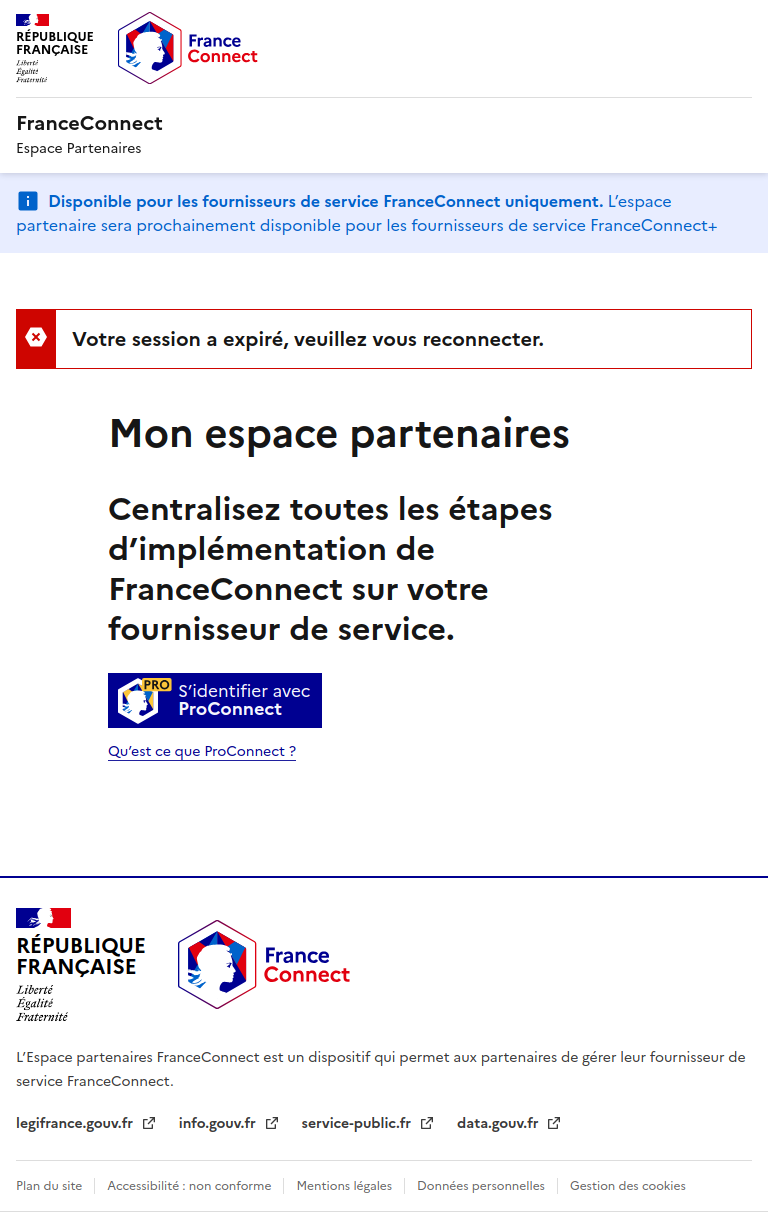 RÉPUBLIQUE
FRANÇAISE
Liberté
Égalité
Fraternité
France
Connect
FranceConnect
Espace Partenaires
Disponible pour les fournisseurs de service FranceConnect uniquement. L’espace
partenaire sera prochainement disponible pour les fournisseurs de service FranceConnect+
Votre session a expiré, veuillez vous reconnecter.
Mon espace partenaires
Centralisez toutes les étapes
d’implémentation de
FranceConnect sur votre
fournisseur de service.
PRO
S’identifier avec
ProConnect
Qu’est ce que ProConnect ?
RÉPUBLIQUE
FRANÇAISE
Liberté
Égalité
Fraternité
France
Connect
L’Espace partenaires FranceConnect est un dispositif qui permet aux partenaires de gérer leur fournisseur de
service FranceConnect.
legifrance.gouv.fr info.gouv.fr service-public.fr data.gouv.fr
Plan du site Accessibilité : non conforme Mentions légales Données personnelles Gestion des cookies